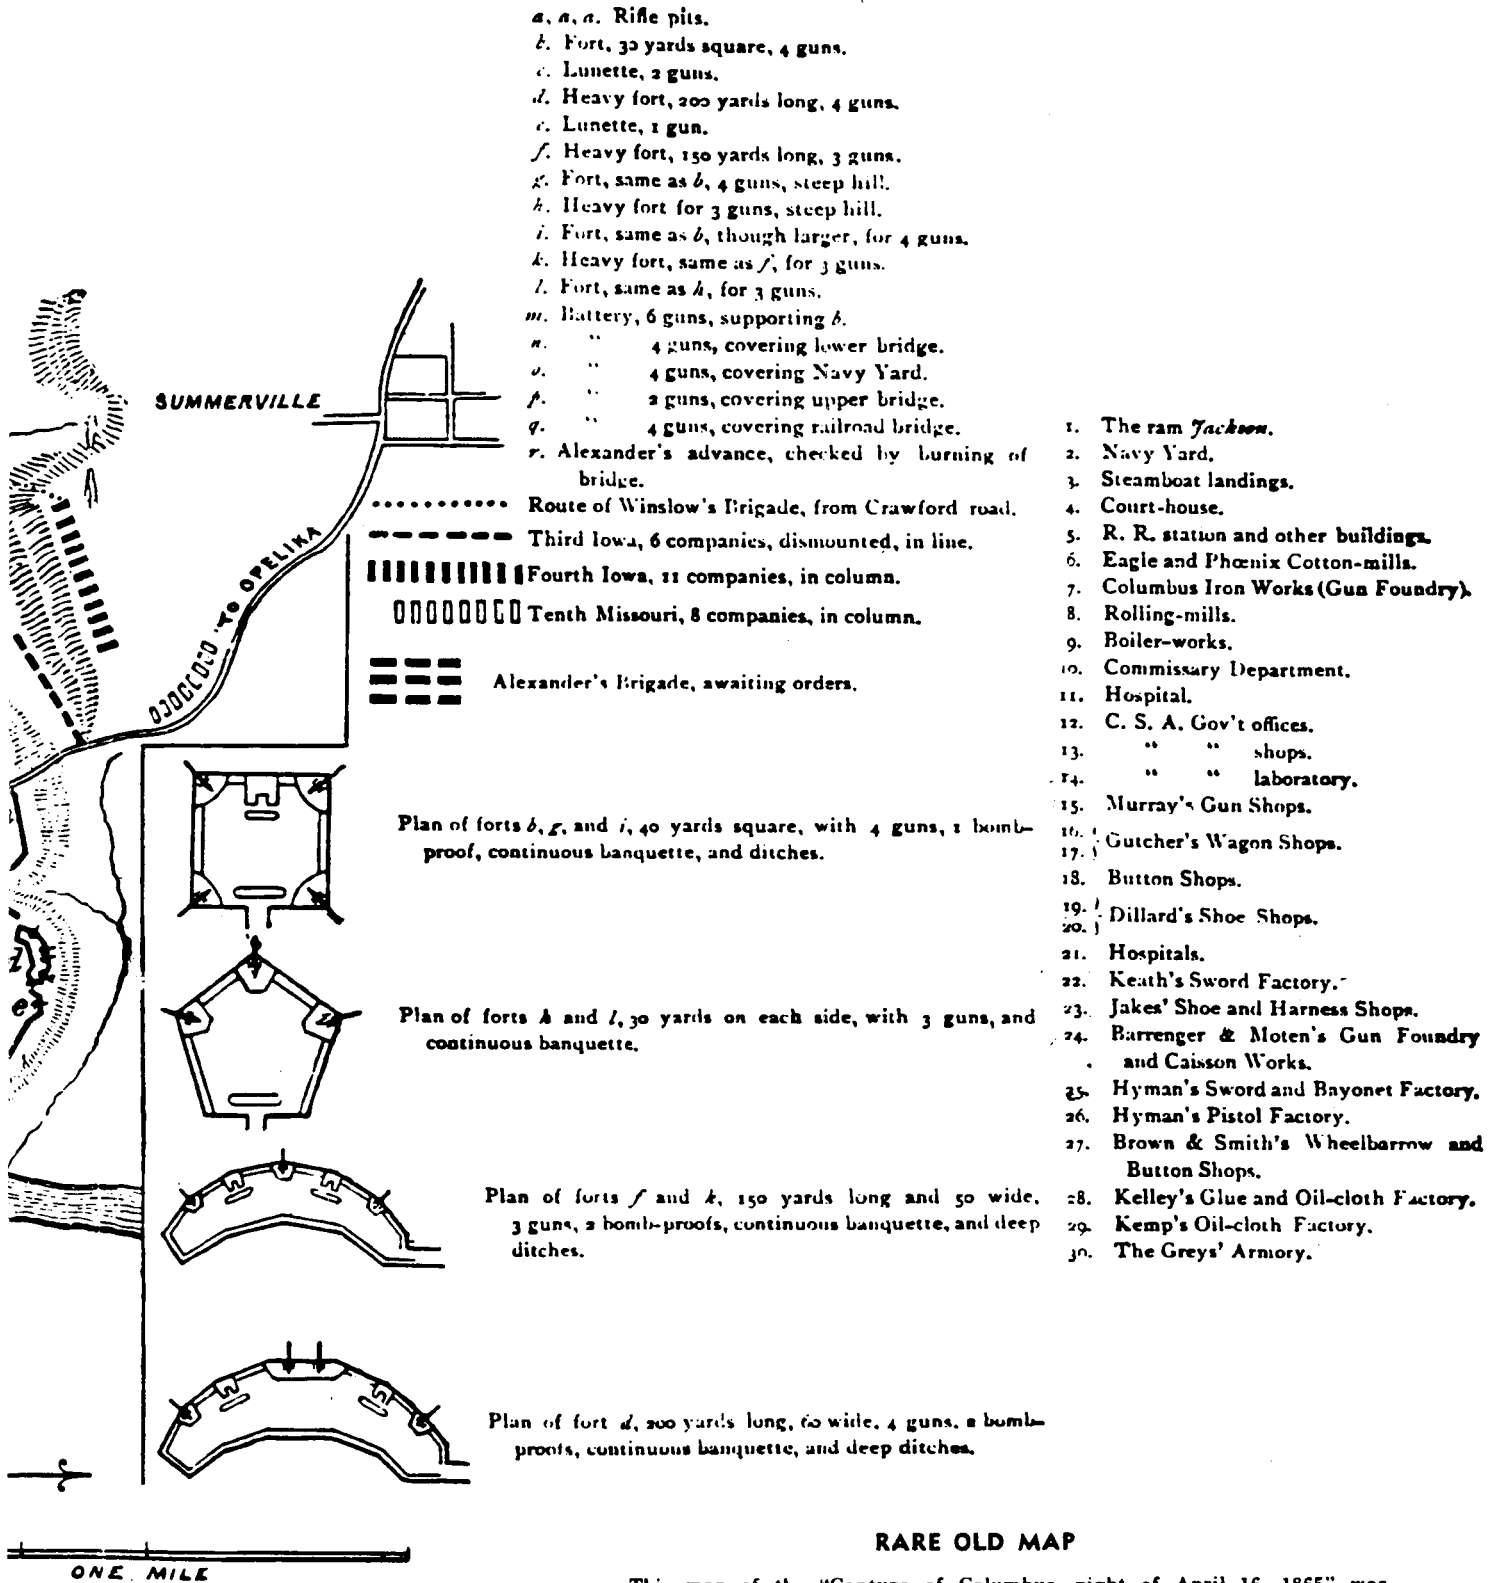 a, a, a. Rifle pits.
b. Fort, 30 yards square, 4 guns.
c. Lunette, 2 guns.
d. Heavy fort, 200 yards long, 4 guns.
e. Lunette, 1 gun.
f. Heavy fort, 150 yards long, 3 guns.
g. Fort, same as b, 4 guns, steep hill.
h. Heavy fort for 3 guns, steep hill.
i. Fort, same as b, though larger, for 4 guns.
k. Heavy fort, same as f, for 3 guns.
l. Fort, same as h, for 3 guns.
m. Battery, 6 guns, supporting b.
n. " 4 guns, covering lower bridge.
o. " 4 guns, covering Navy Yard.
p. " 2 guns, covering upper bridge.
q. " 4 guns, covering railroad bridge.
r. Alexander's advance, checked by burning of
bridge.
Route of Winslow's Brigade, from Crawford road.
Third Iowa, 6 companies, dismounted, in line.
Fourth Iowa, 11 companies, in column.
Tenth Missouri, 8 companies, in column.
Alexander's Brigade, awaiting orders.
SUMMERVILLE
TO OPELIKA
d
e
Plan of forts b, g, and i, 40 yards square, with 4 guns, 1 bomb-
proof, continuous banquette, and ditches.
Plan of forts h and l, 30 yards on each side, with 3 guns, and
continuous banquette.
Plan of forts f and k, 150 yards long and 50 wide,
3 guns, 2 bomb-proofs, continuous banquette, and deep
ditches.
Plan of fort d, 200 yards long, 60 wide, 4 guns, 2 bomb-
proofs, continuous banquette, and deep ditches.
1. The ram Jackson.
2. Navy Yard.
3. Steamboat landings.
4. Court-house.
5. R. R. station and other buildings.
6. Eagle and Phœnix Cotton-mills.
7. Columbus Iron Works (Gun Foundry).
8. Rolling-mills.
9. Boiler-works.
10. Commissary Department.
11. Hospital.
12. C. S. A. Gov't offices.
13. " " shops.
14. " " laboratory.
15. Murray's Gun Shops.
16. }
17. } Gutcher's Wagon Shops.
18. Button Shops.
19. }
20. } Dillard's Shoe Shops.
21. Hospitals.
22. Keath's Sword Factory.
23. Jakes' Shoe and Harness Shops.
24. Barrenger & Moten's Gun Foundry
and Caisson Works.
25. Hyman's Sword and Bayonet Factory.
26. Hyman's Pistol Factory.
27. Brown & Smith's Wheelbarrow and
Button Shops.
28. Kelley's Glue and Oil-cloth Factory.
29. Kemp's Oil-cloth Factory.
30. The Greys' Armory.
ONE MILE
RARE OLD MAP
This map of the "Capture of Columbus, night of April 16, 1865" was